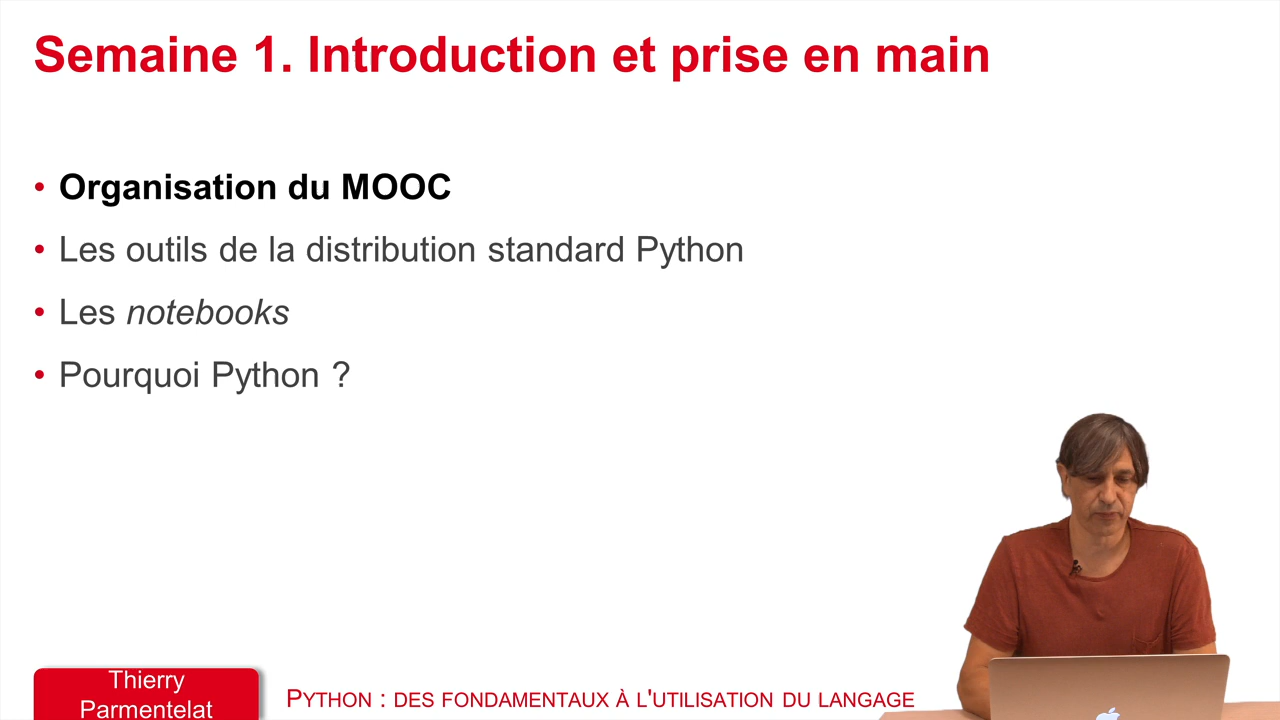 Semaine 1. Introduction et prise en main
• Organisation du MOOC
• Les outils de la distribution standard Python
• Les notebooks
• Pourquoi Python ?
Thierry
Parmentelat
PYTHON : DES FONDAMENTAUX À L'UTILISATION DU LANGAGE